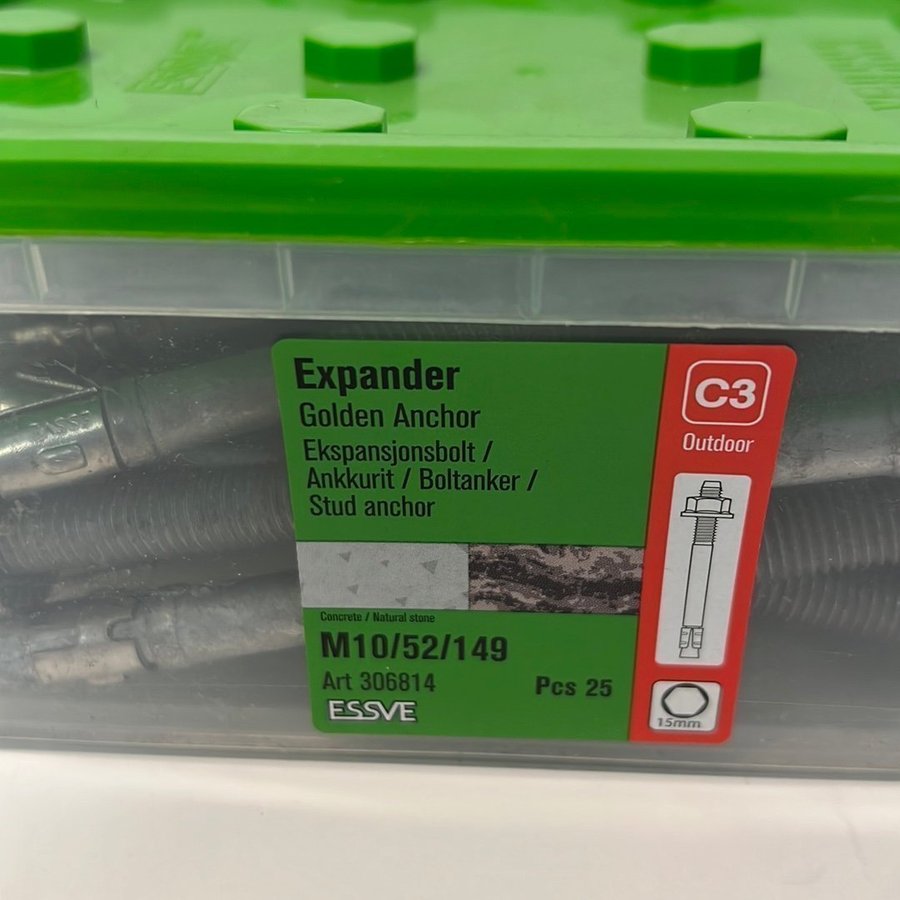 Expander
Golden Anchor
Ekspansjonsbolt /
Ankkurit / Boltanker /
Stud anchor
Concrete / Natural stone
M10/52/149
Art 306814
Pcs 25
ESSVE
C3
Outdoor
15mm